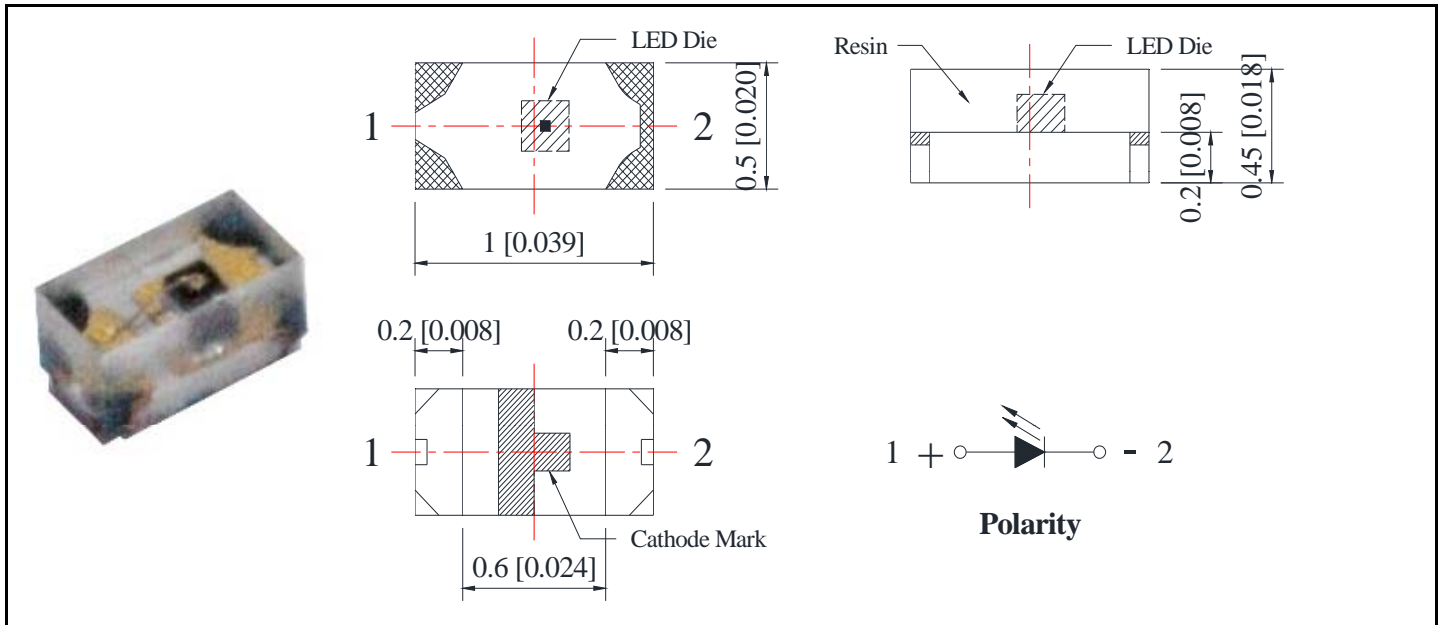 LED Die
1
2
0.5 [0.020]
1 [0.039]
Resin
LED Die
0.2 [0.008]
0.45 [0.018]
0.2 [0.008]
0.2 [0.008]
1
2
Cathode Mark
0.6 [0.024]
1 + - 2
Polarity